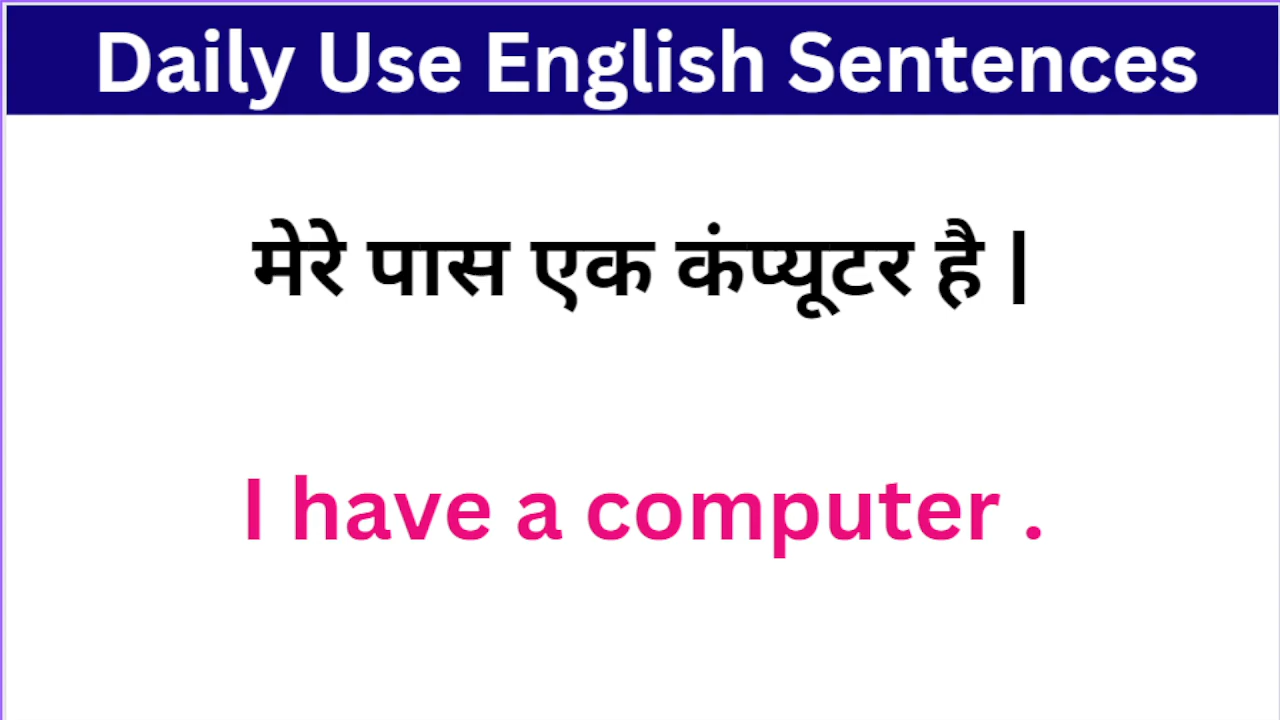 Daily Use English Sentences
मेरे पास एक कंप्यूटर है |
I have a computer .